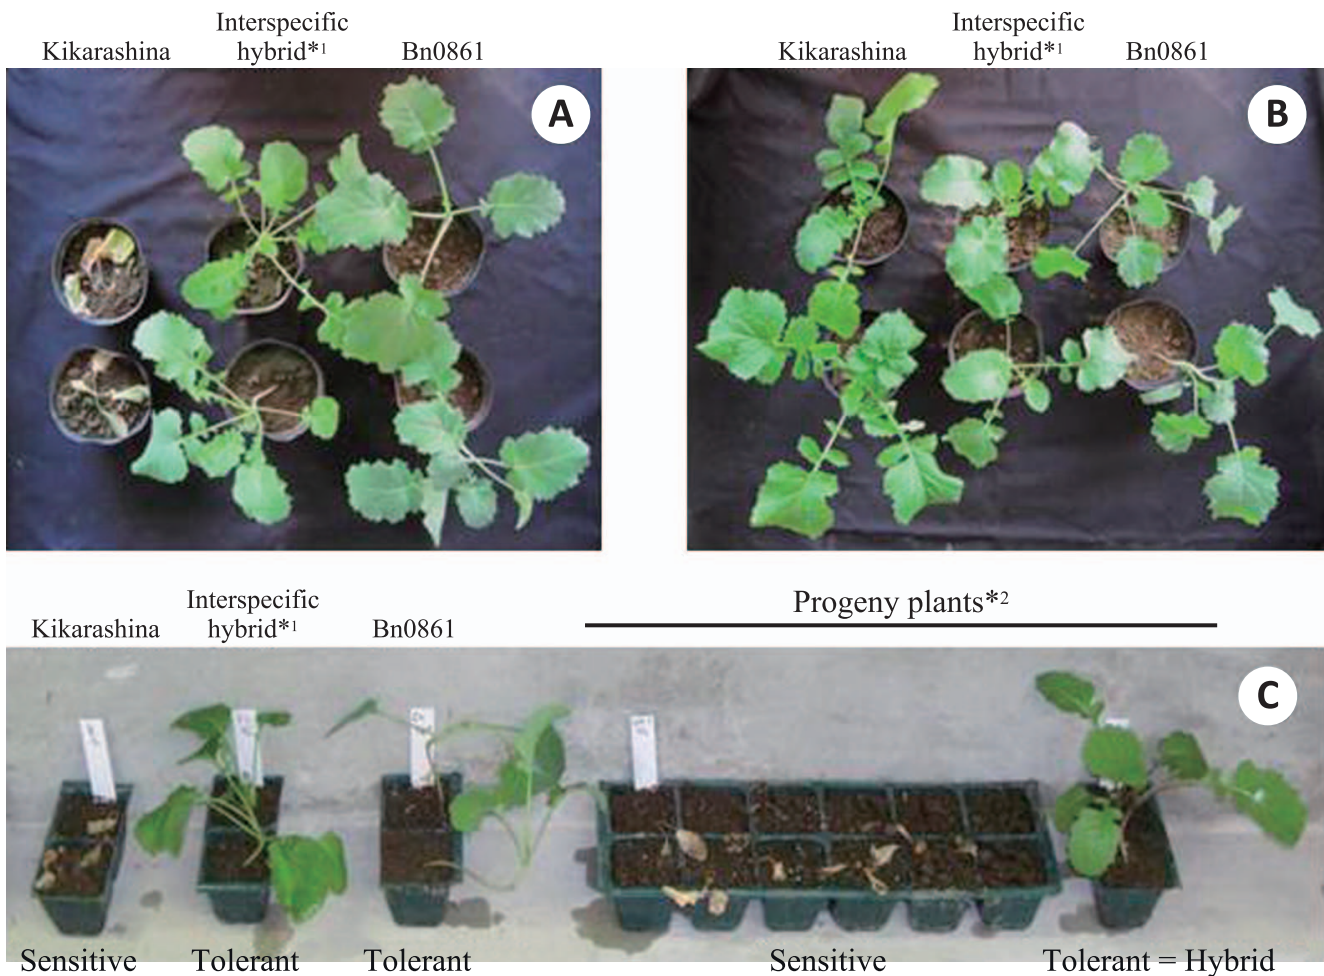 Interspecific
Kikarashina hybrid*1 Bn0861
Interspecific
Kikarashina hybrid*1 Bn0861
A
B
Interspecific
Kikarashina hybrid*1 Bn0861
Progeny plants*2
C
Sensitive Tolerant Tolerant Sensitive Tolerant = Hybrid